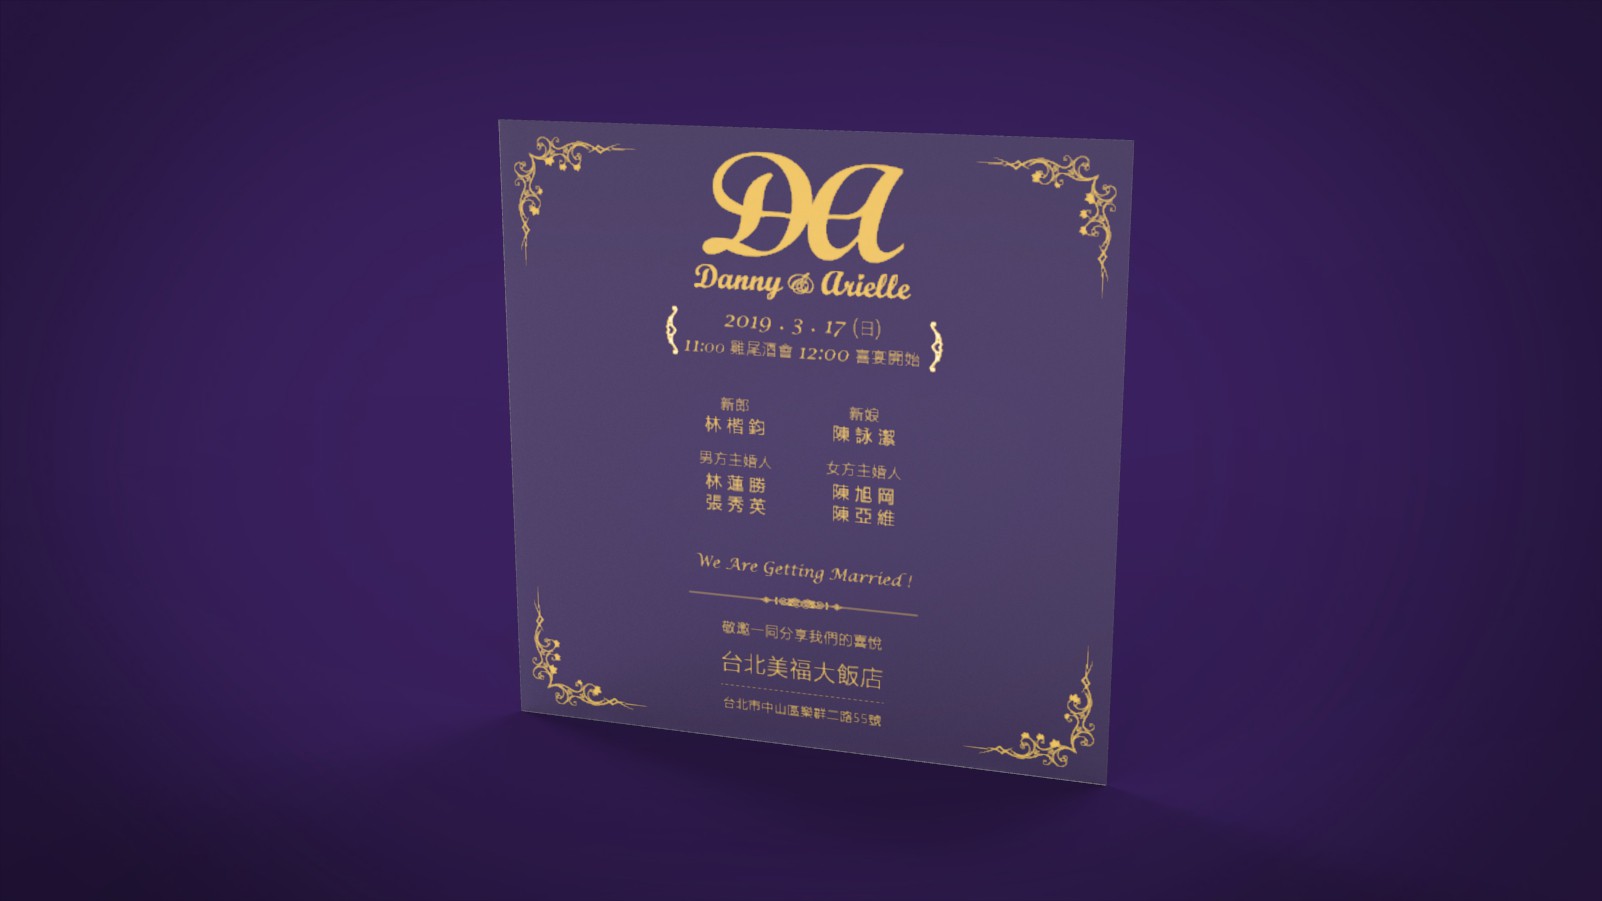 DA
Danny & Arielle
2019 . 3 . 17 (日)
11:00 雞尾酒會 12:00 喜宴開始
新郎
林楷鈞
新娘
陳詠潔
男方主婚人
林蓮勝
張秀英
女方主婚人
陳旭岡
陳亞維
We Are Getting Married !
敬邀一同分享我們的喜悅
台北美福大飯店
台北市中山區樂群二路55號